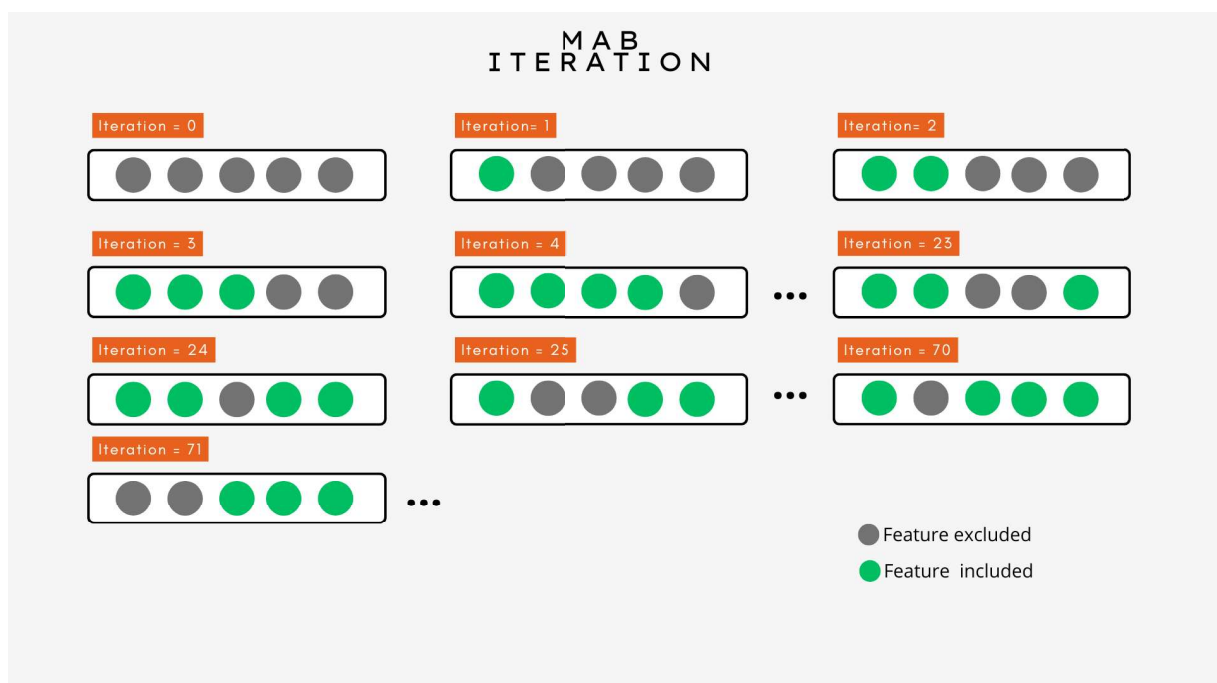 MAB
ITERATION
Iteration = 0
Iteration= 1
Iteration= 2
Iteration = 3
Iteration = 4
Iteration = 23
Iteration = 24
Iteration = 25
Iteration = 70
Iteration = 71
Feature excluded
Feature included